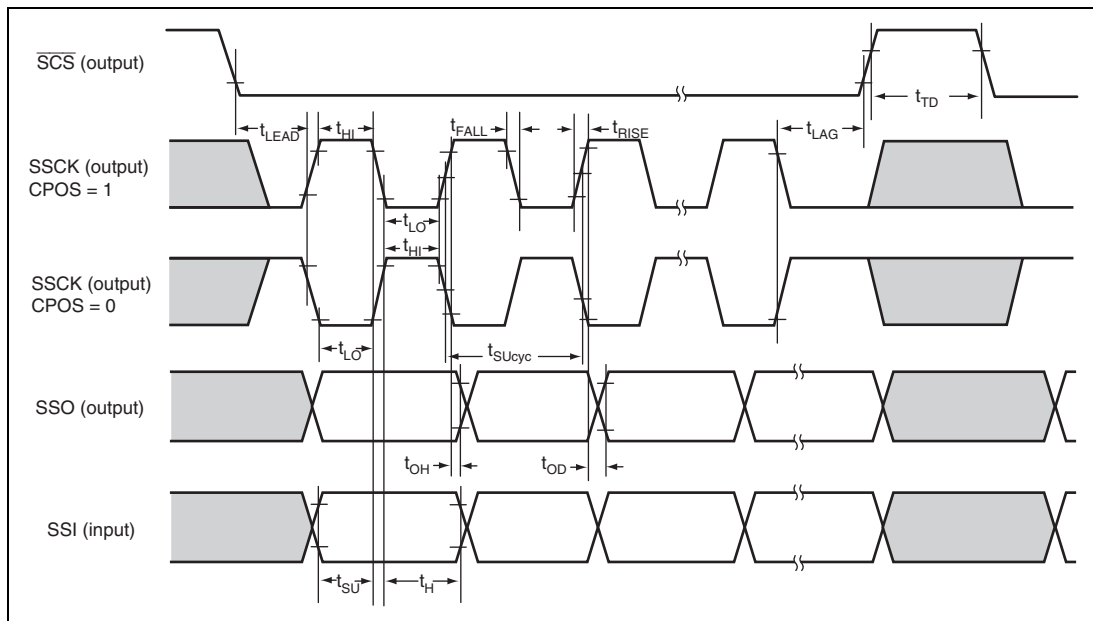 SCS (output)
tTD
tLEAD
tHI
tFALL
tRISE
tLAG
SSCK (output)
CPOS = 1
tLO
tHI
SSCK (output)
CPOS = 0
tLO
tSUcyc
SSO (output)
tOH
tOD
SSI (input)
tSU
tH